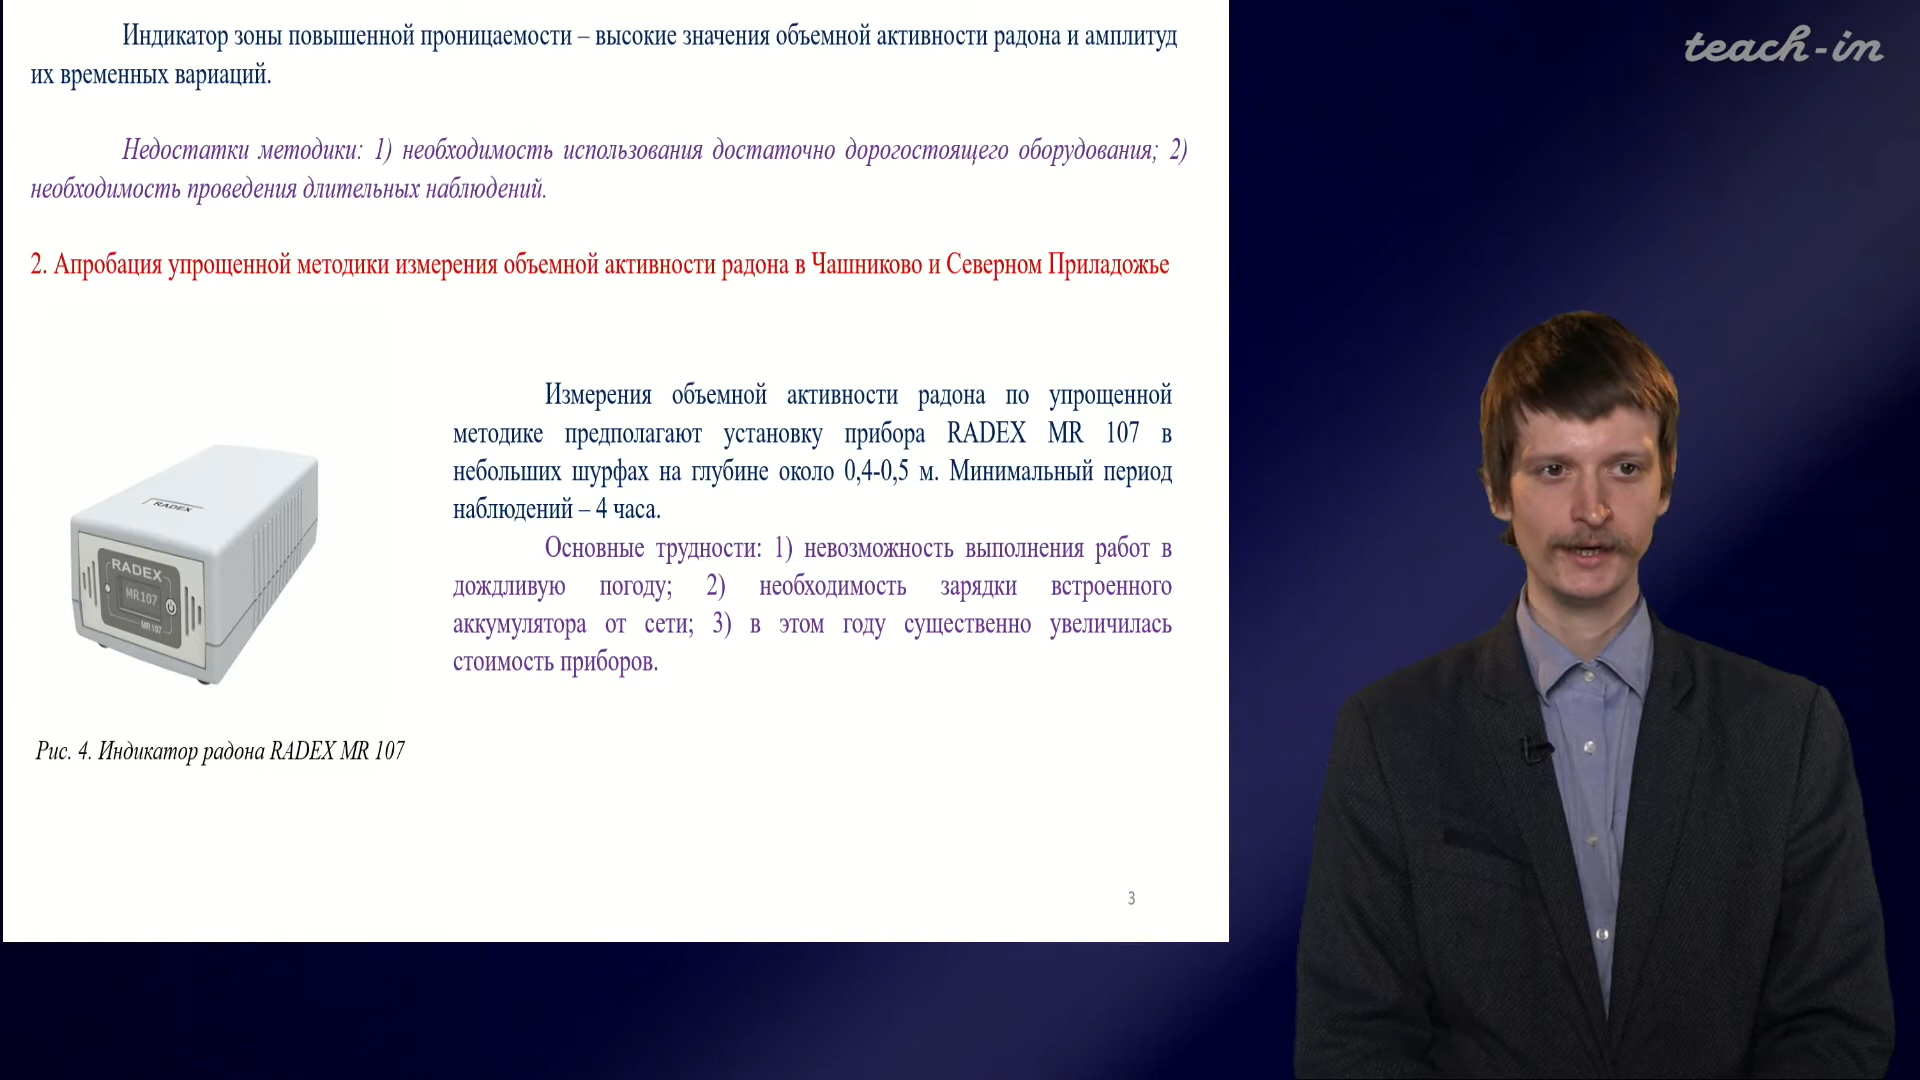 Индикатор зоны повышенной проницаемости – высокие значения объемной активности радона и амплитуд
их временных вариаций.
Недостатки методики: 1) необходимость использования достаточно дорогостоящего оборудования; 2)
необходимость проведения длительных наблюдений.
2. Апробация упрощенной методики измерения объемной активности радона в Чашниково и Северном Приладожье
Измерения объемной активности радона по упрощенной
методике предполагают установку прибора RADEX MR 107 в
небольших шурфах на глубине около 0,4-0,5 м. Минимальный период
наблюдений – 4 часа.
Основные трудности: 1) невозможность выполнения работ в
дождливую погоду; 2) необходимость зарядки встроенного
аккумулятора от сети; 3) в этом году существенно увеличилась
стоимость приборов.
RADEX
RADEX
MR107
MR107
Рис. 4. Индикатор радона RADEX MR 107
3
teach-in